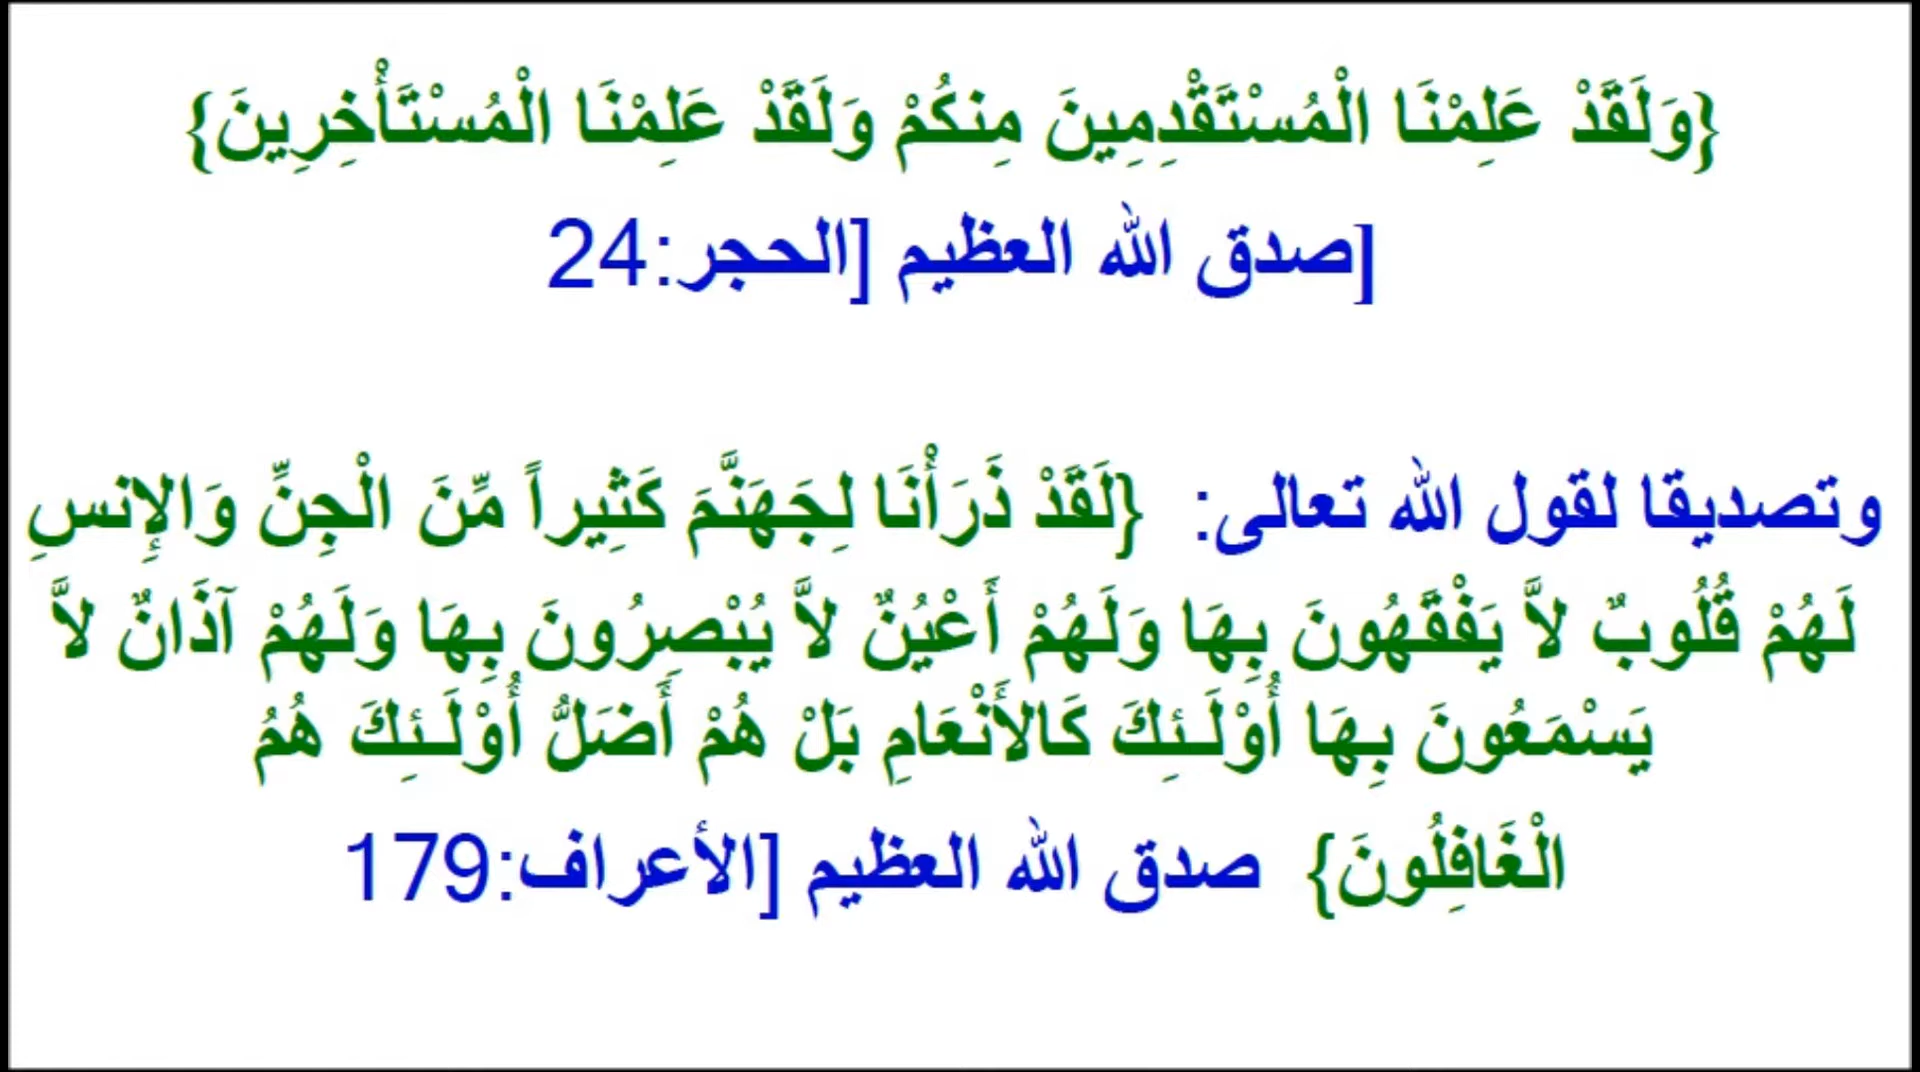 {وَلَقَدْ عَلِمْنَا الْمُسْتَقْدِمِينَ مِنكُمْ وَلَقَدْ عَلِمْنَا الْمُسْتَأْخِرِينَ}
[صدق الله العظيم [الحجر:24
وتصديقا لقول الله تعالى: {لَقَدْ ذَرَأْنَا لِجَهَنَّمَ كَثِيراً مِّنَ الْجِنِّ وَالإِنسِ
لَهُمْ قُلُوبٌ لاَّ يَفْقَهُونَ بِهَا وَلَهُمْ أَعْيُنٌ لاَّ يُبْصِرُونَ بِهَا وَلَهُمْ آذَانٌ لاَّ
يَسْمَعُونَ بِهَا أُوْلَـئِكَ كَالأَنْعَامِ بَلْ هُمْ أَضَلُّ أُوْلَـئِكَ هُمُ
الْغَافِلُونَ} صدق الله العظيم [الأعراف:179